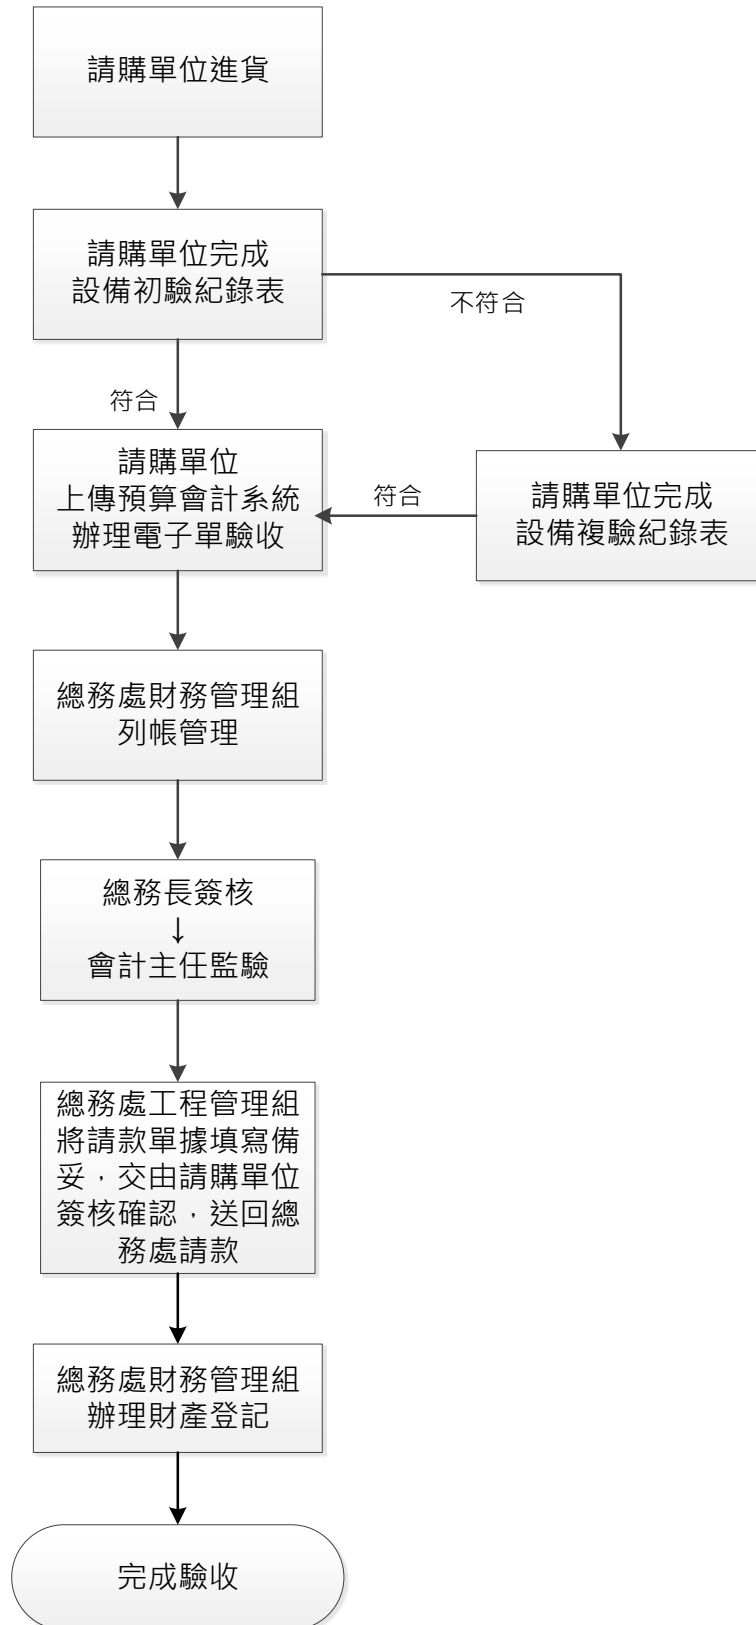 請購單位進貨
請購單位完成
設備初驗紀錄表
不符合
符合
請購單位
上傳預算會計系統
辦理電子單驗收
符合
請購單位完成
設備複驗紀錄表
總務處財務管理組
列帳管理
總務長簽核
↓
會計主任監驗
總務處工程管理組
將請款單據填寫備
妥，交由請購單位
簽核確認，送回總
務處請款
總務處財務管理組
辦理財產登記
完成驗收